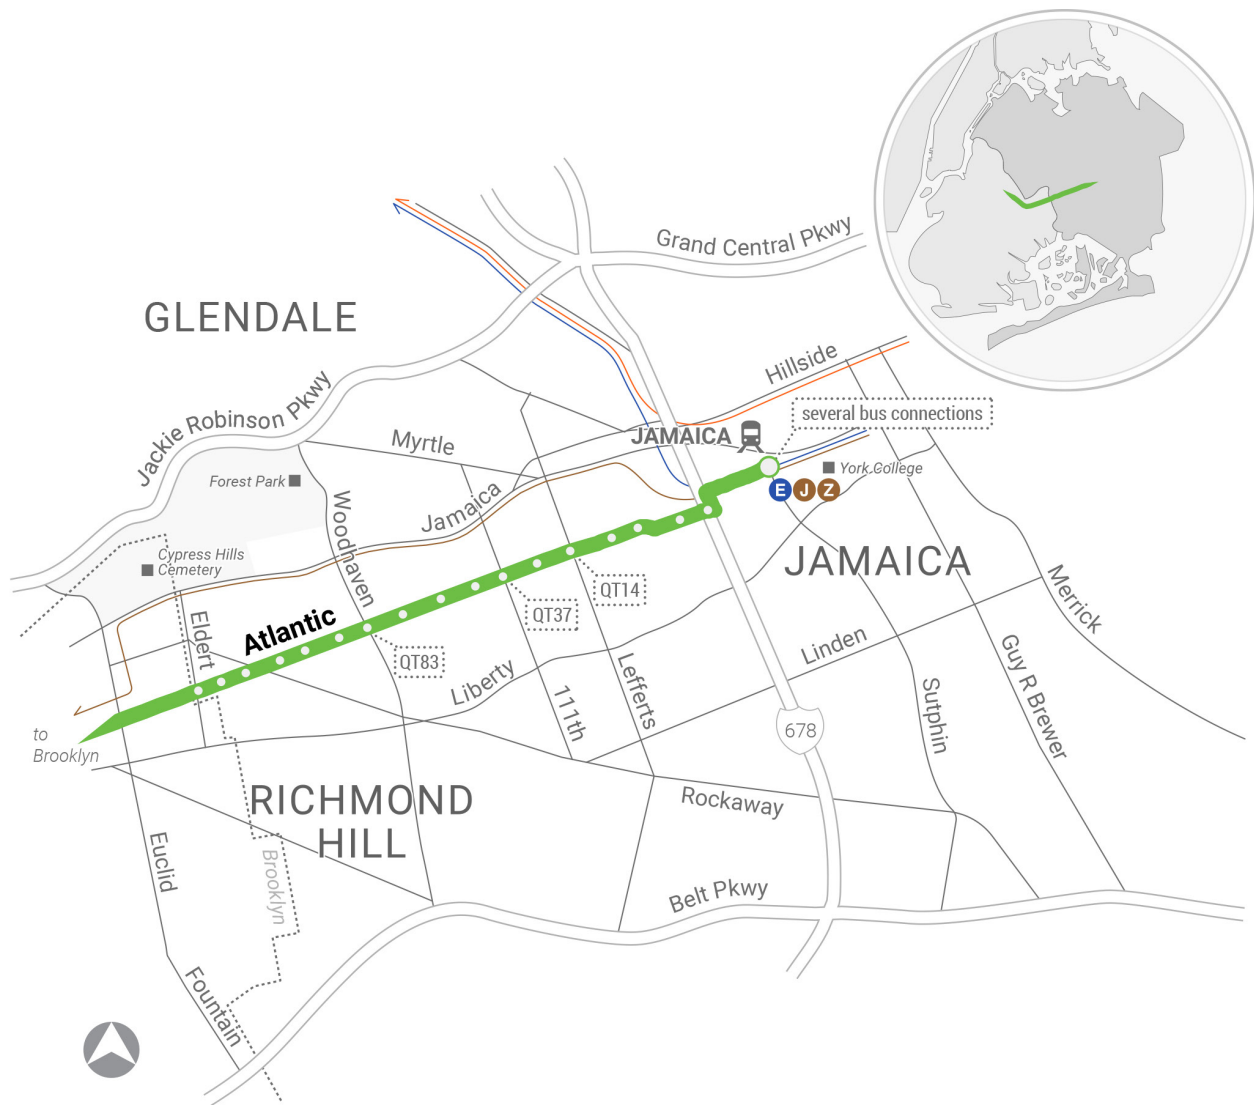 Grand Central Pkwy
GLENDALE
Hillside
Jackie Robinson Pkwy
several bus connections
JAMAICA
Myrtle
York College
Forest Park
E J Z
Jamaica
Woodhaven
Cypress Hills
Cemetery
JAMAICA
QT14
Merrick
QT37
Atlantic
Eldert
Linden
QT83
Liberty
Lefferts
Guy R Brewer
111th
Sutphin
to
Brooklyn
678
RICHMOND
HILL
Rockaway
Euclid
Brooklyn
Belt Pkwy
Fountain